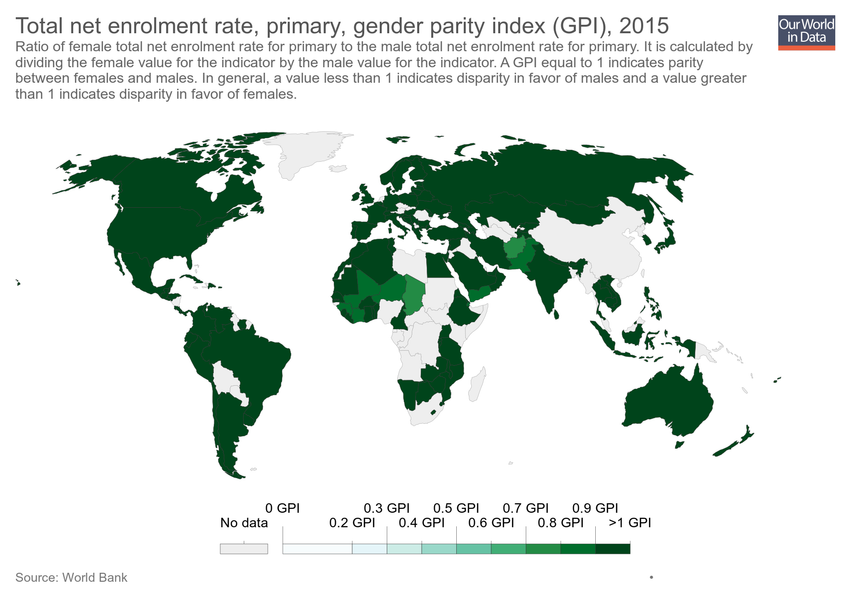 Total net enrolment rate, primary, gender parity index (GPI), 2015
Our World
in Data
Ratio of female total net enrolment rate for primary to the male total net enrolment rate for primary. It is calculated by
dividing the female value for the indicator by the male value for the indicator. A GPI equal to 1 indicates parity
between females and males. In general, a value less than 1 indicates disparity in favor of males and a value greater
than 1 indicates disparity in favor of females.
0 GPI 0.3 GPI 0.5 GPI 0.7 GPI 0.9 GPI
No data 0.2 GPI 0.4 GPI 0.6 GPI 0.8 GPI >1 GPI
Source: World Bank